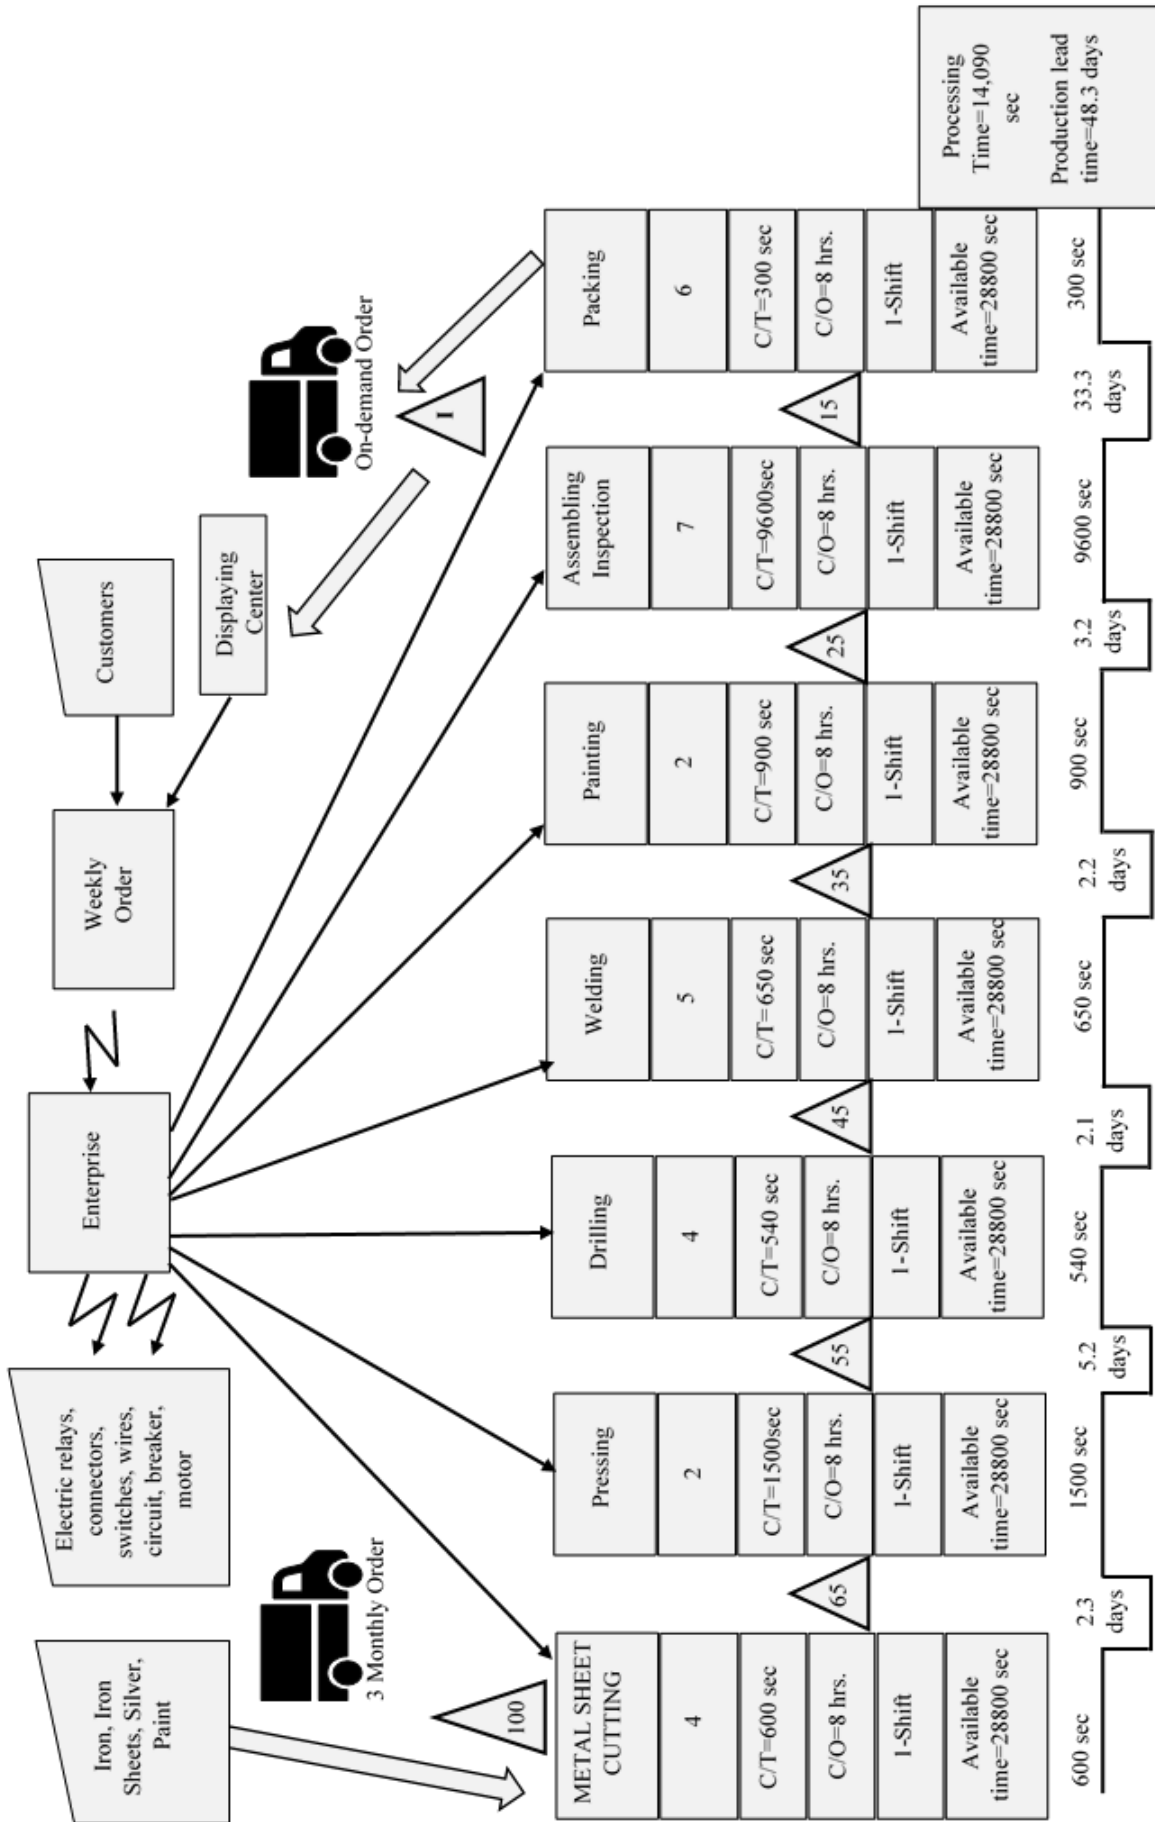 Iron, Iron
Sheets, Silver,
Paint
Electric relays,
connectors,
switches, wires,
circuit, breaker,
motor
Enterprise
Weekly
Order
Customers
Displaying
Center
3 Monthly Order
On-demand Order
100
I
METAL SHEET
CUTTING
4
C/T=600 sec
C/O=8 hrs.
1-Shift
Available
time=28800 sec
65
Pressing
2
C/T=1500sec
C/O=8 hrs.
1-Shift
Available
time=28800 sec
55
Drilling
4
C/T=540 sec
C/O=8 hrs.
1-Shift
Available
time=28800 sec
45
Welding
5
C/T=650 sec
C/O=8 hrs.
1-Shift
Available
time=28800 sec
35
Painting
2
C/T=900 sec
C/O=8 hrs.
1-Shift
Available
time=28800 sec
25
Assembling
Inspection
7
C/T=9600sec
C/O=8 hrs.
1-Shift
Available
time=28800 sec
15
Packing
6
C/T=300 sec
C/O=8 hrs.
1-Shift
Available
time=28800 sec
600 sec
2.3
days
1500 sec
5.2
days
540 sec
2.1
days
650 sec
2.2
days
900 sec
3.2
days
9600 sec
33.3
days
300 sec
Processing
Time=14,090
sec
Production lead
time=48.3 days